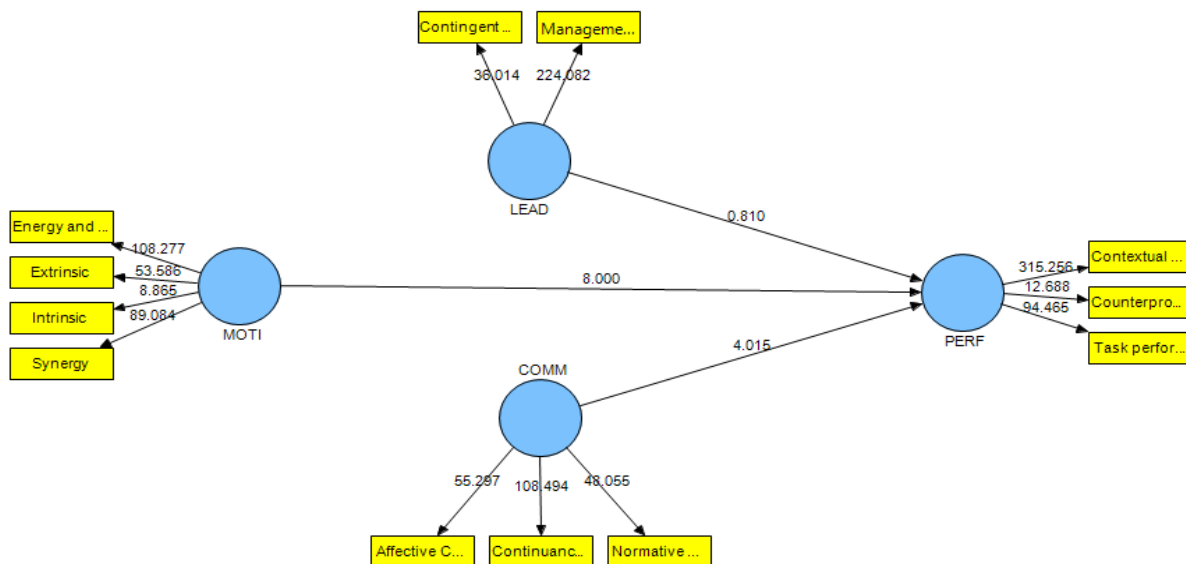 Contingent ...
Manageme...
36.014
224.082
LEAD
0.810
Energy and ...
Extrinsic
Intrinsic
Synergy
108.277
53.586
8.865
89.084
MOTI
8.000
Contextual ...
Counterpro...
Task perfor...
315.256
12.688
94.465
PERF
COMM
4.015
55.297
108.494
48.055
Affective C...
Continuanc...
Normative ...